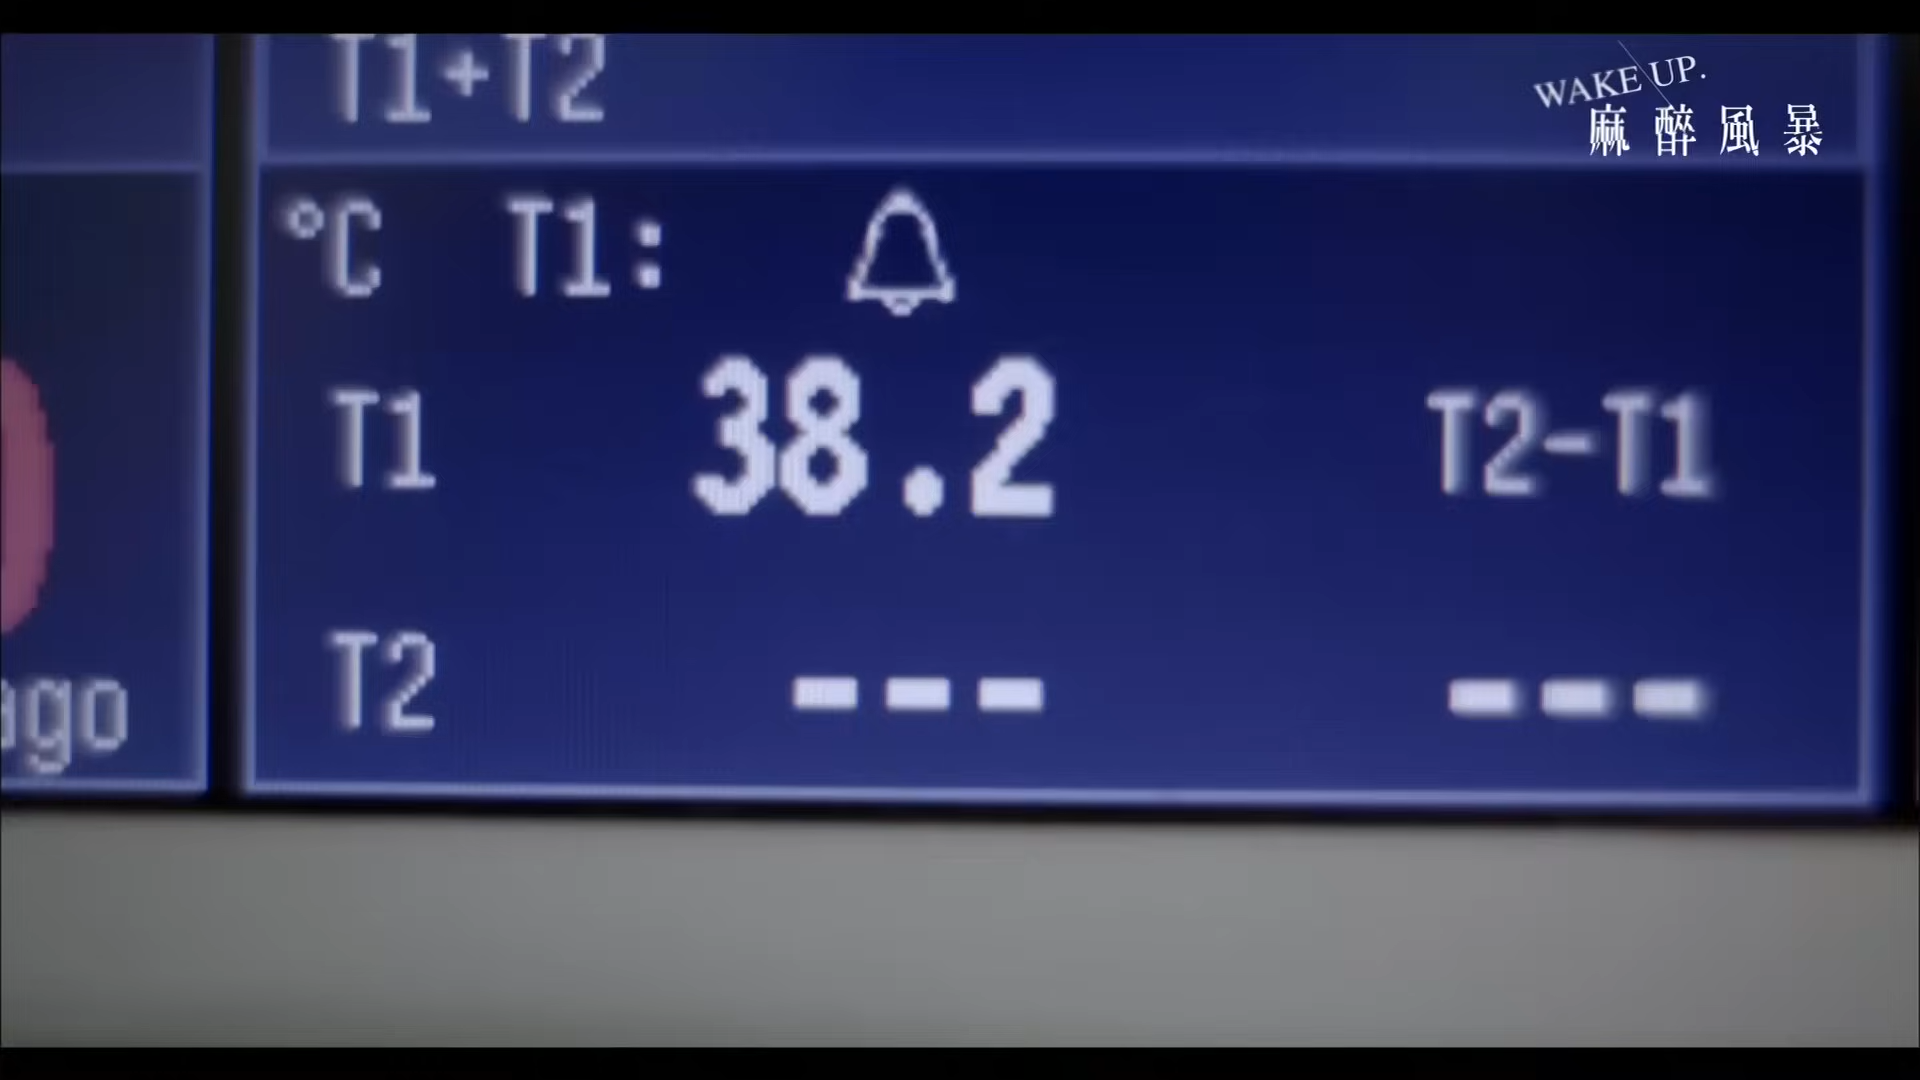 T1+T2
WAKE UP.
麻醉風暴
°C T1:
T1 38.2 T2-T1
T2 --- ---
ago